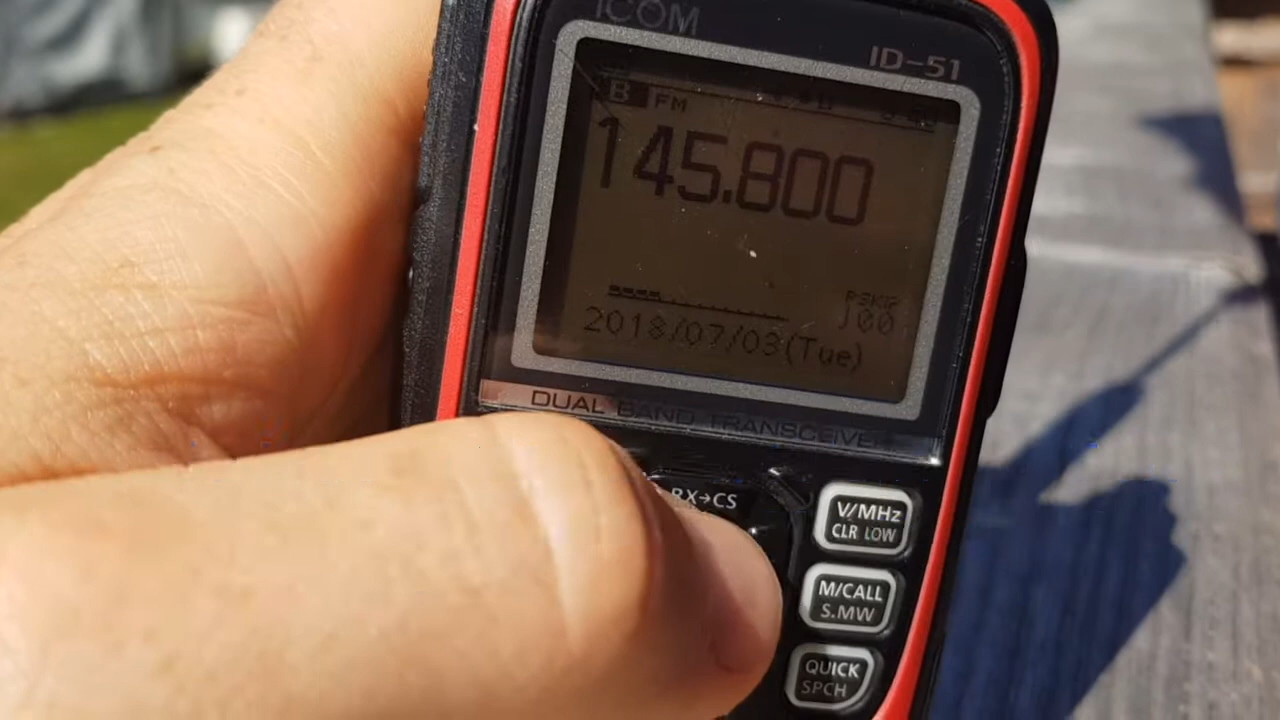 ICOM
ID-51
B FM
145.800
PSKIP
J00
2018/07/03(Tue)
DUAL BAND TRANSCEIVER
RX→CS
V/MHz
CLR LOW
M/CALL
S.MW
QUICK
SPCH